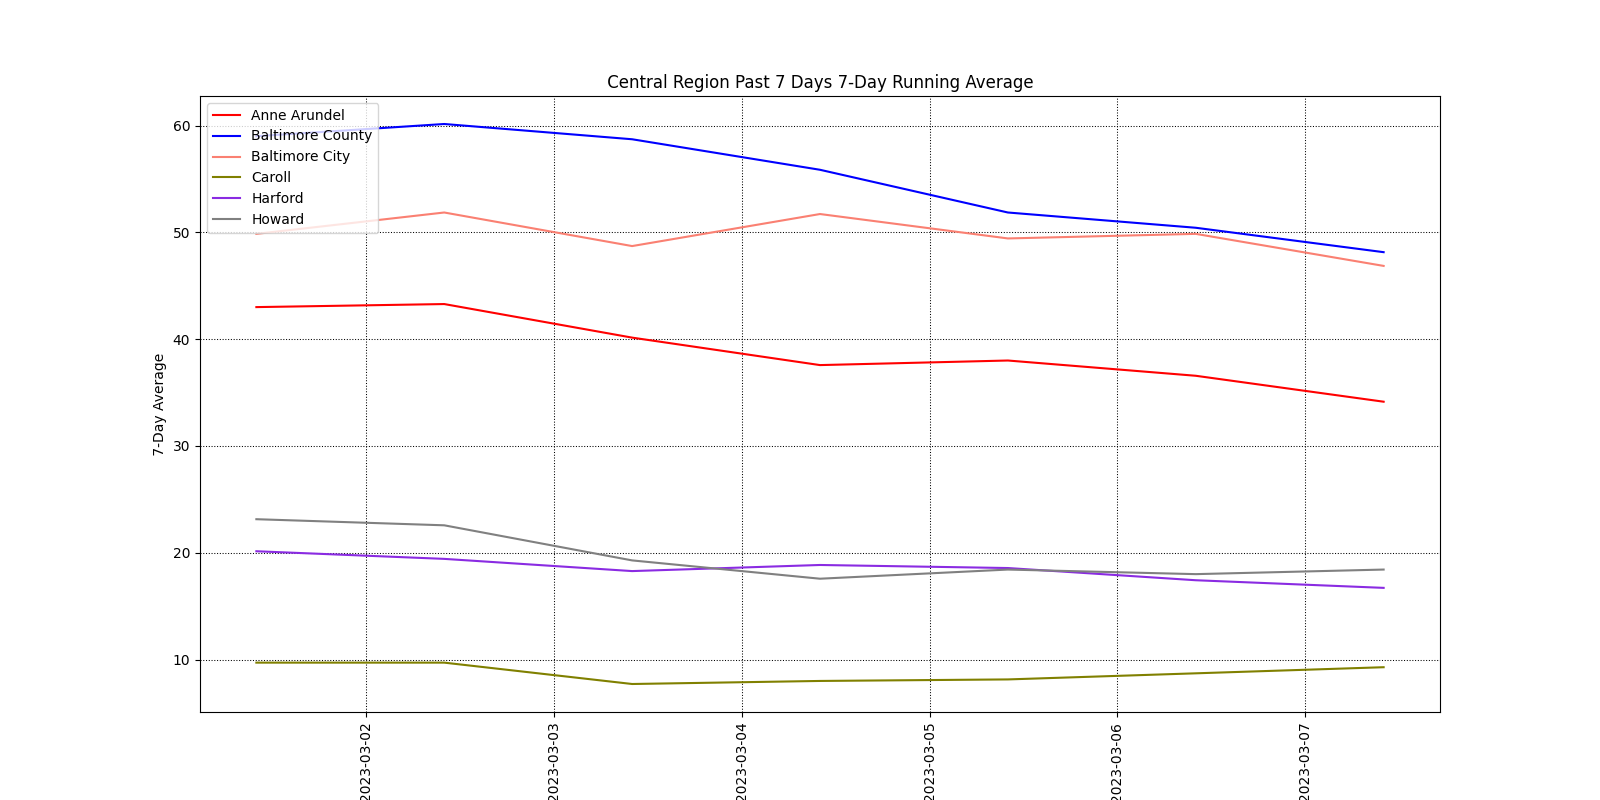 Central Region Past 7 Days 7-Day Running Average
Anne Arundel
Baltimore County
Baltimore City
Caroll
Harford
Howard
7-Day Average
60
50
40
30
20
10
2023-03-02
2023-03-03
2023-03-04
2023-03-05
2023-03-06
2023-03-07